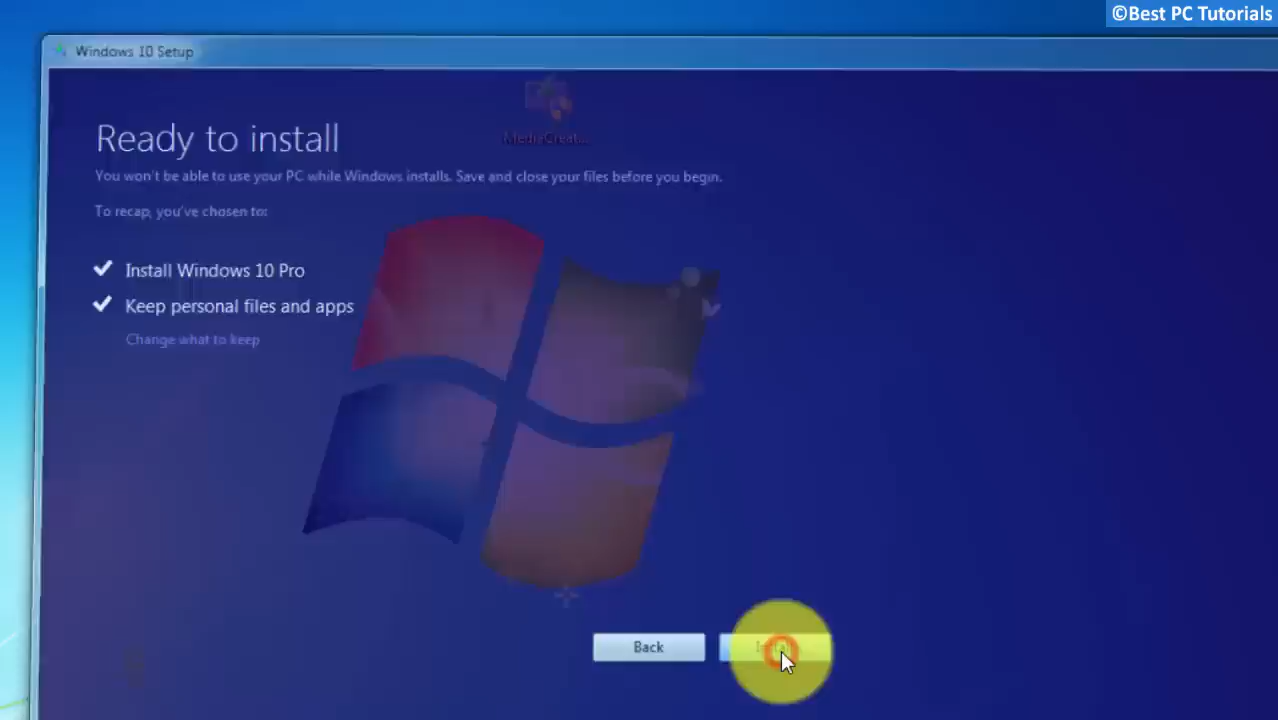 ©Best PC Tutorials
Windows 10 Setup
MediaCreat...
Ready to install
You won't be able to use your PC while Windows installs. Save and close your files before you begin.
To recap, you've chosen to:
Install Windows 10 Pro
Keep personal files and apps
Change what to keep
Back
Install